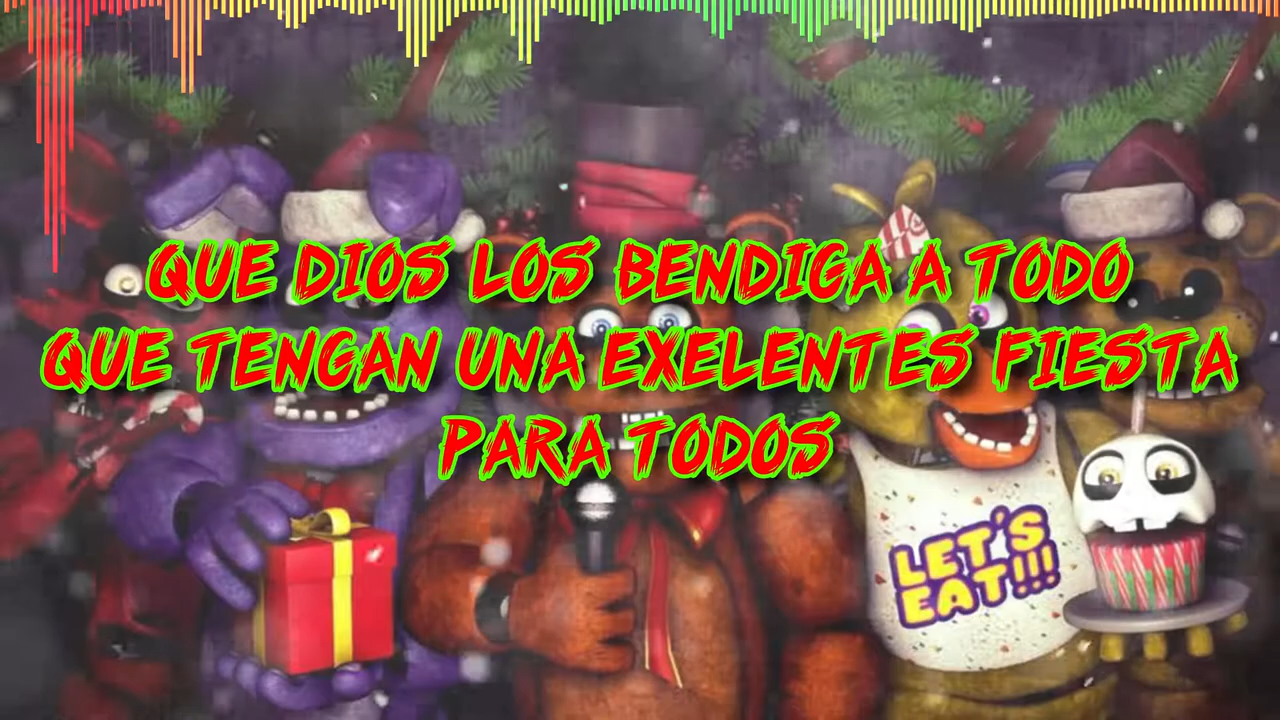 QUE DIOS LOS BENDIGA A TODO
QUE TENGAN UNA EXELENTES FIESTA
PARA TODOS
LET'S
EAT!!!